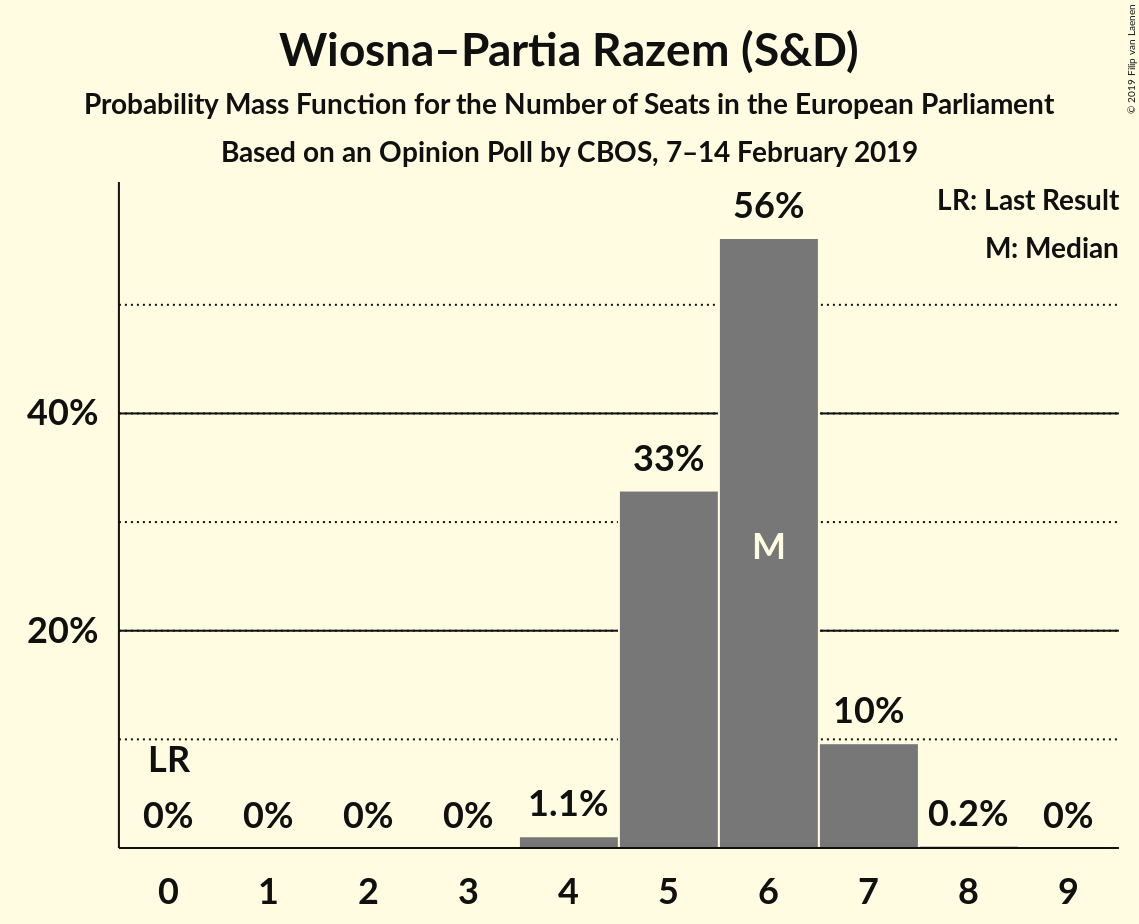 Wiosna–Partia Razem (S&D)
Probability Mass Function for the Number of Seats in the European Parliament
Based on an Opinion Poll by CBOS, 7–14 February 2019
© 2019 Filip van Laenen
LR: Last Result
M: Median
56%
40%
33%
M
20%
10%
LR
0%
0%
0%
0%
1.1%
0.2%
0%
0 1 2 3 4 5 6 7 8 9